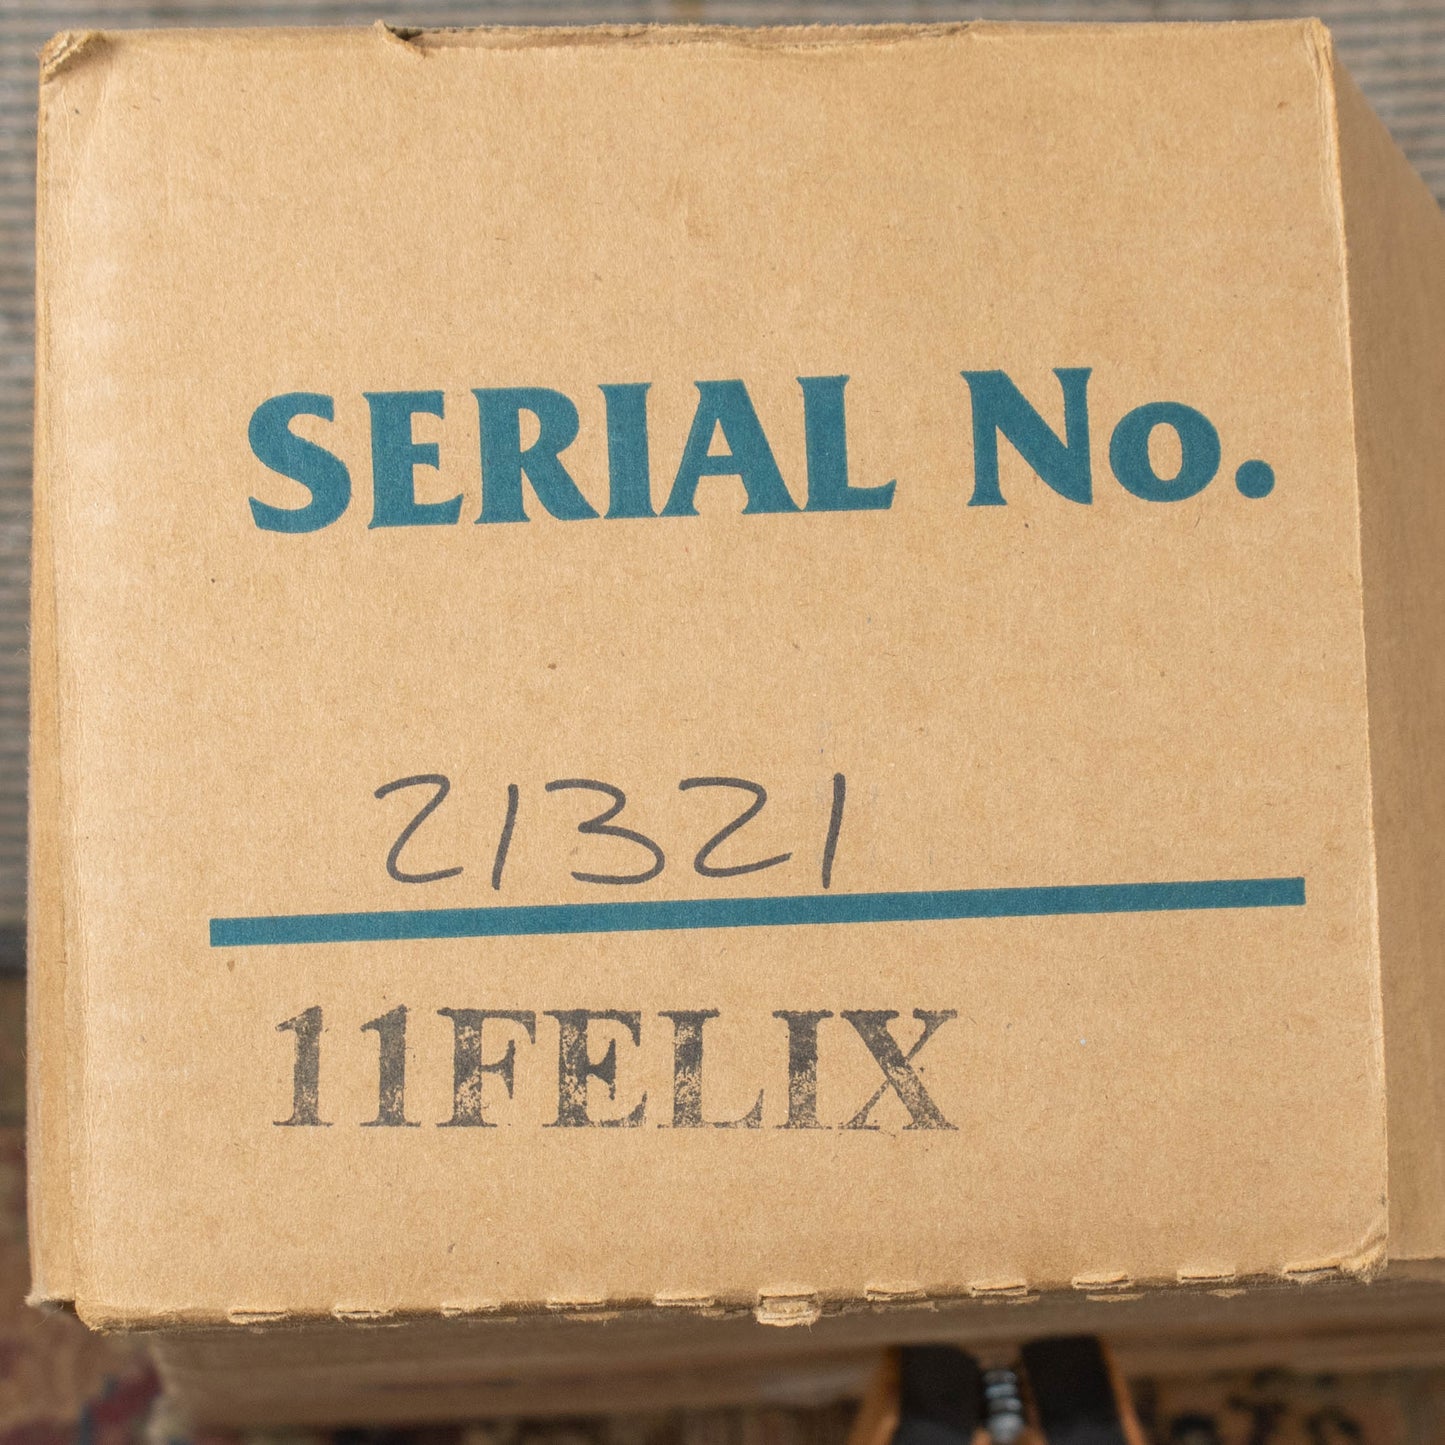 SERIAL No.
21321
11FELIX